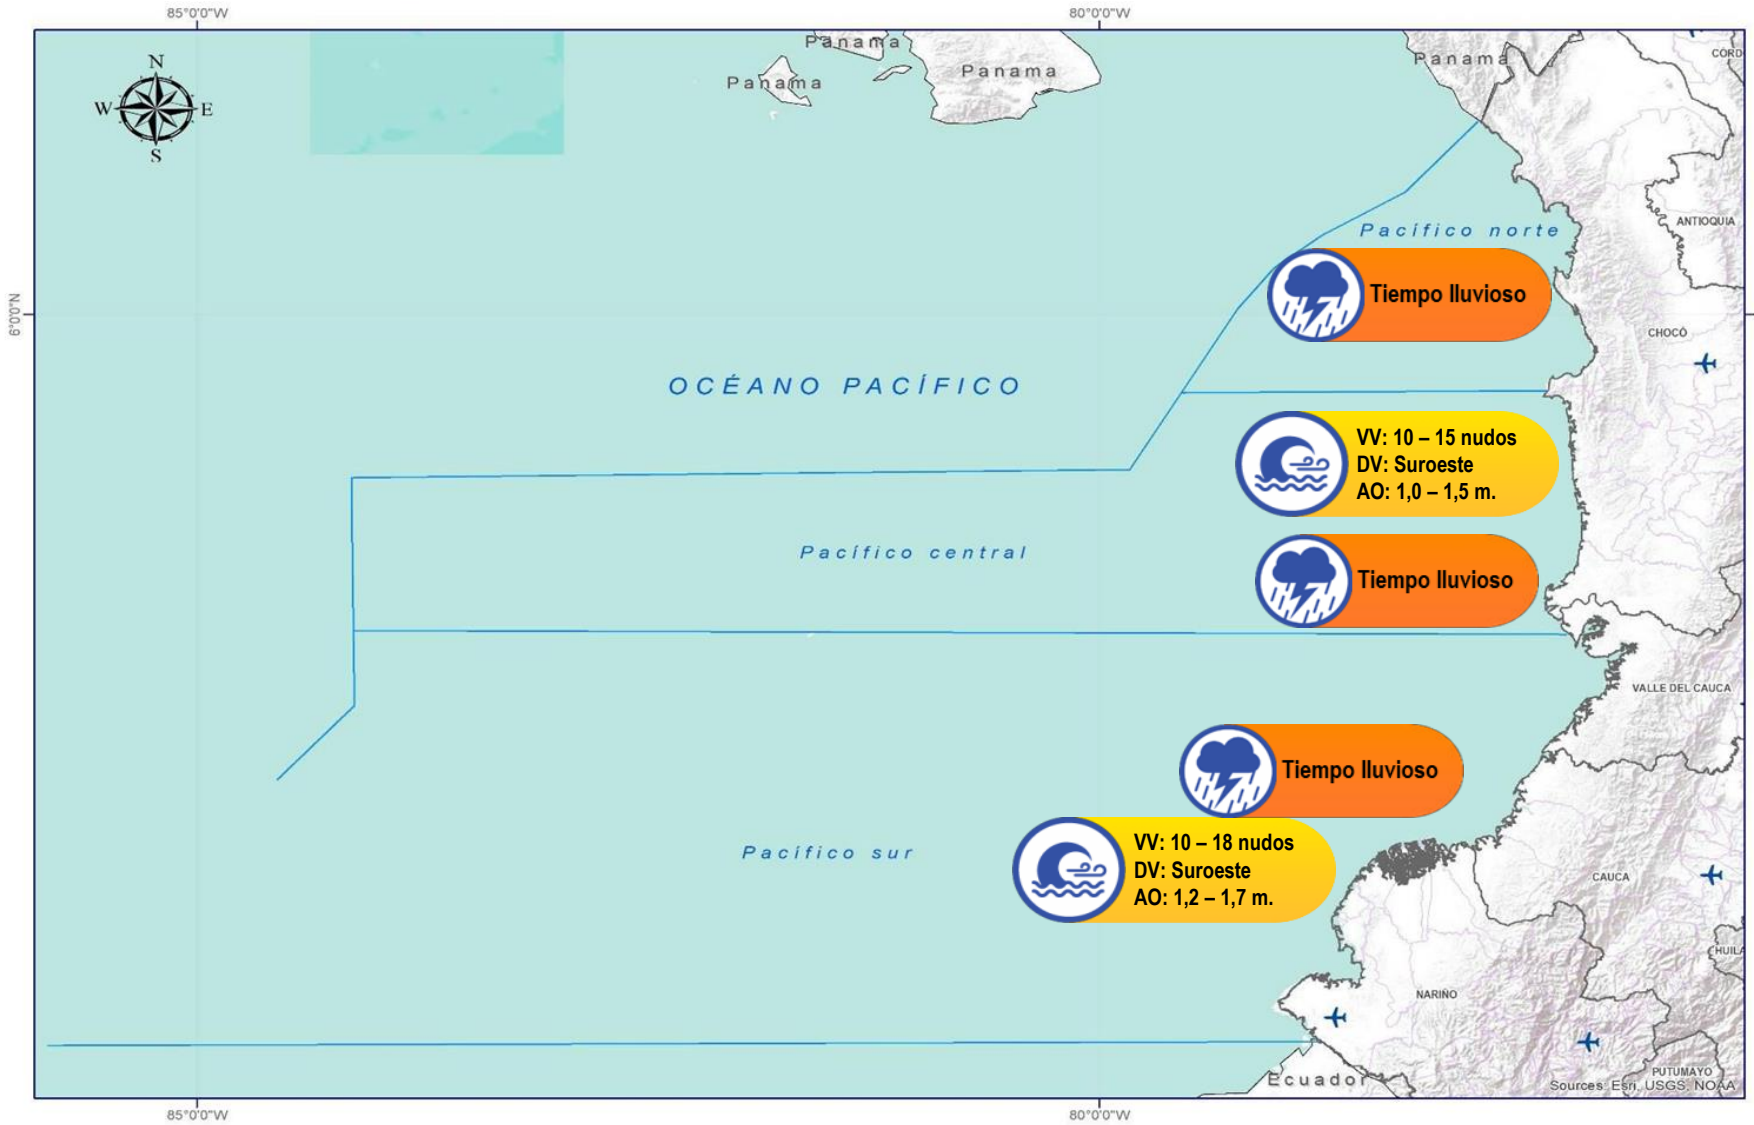 85°0'0"W
80°0'0"W
N
W
E
S
Panama
Panama
Panama
Panama
CÓRD
ANTIOQUIA
Pacífico norte
Tiempo lluvioso
6°0'0"N
CHOCÓ
OCÉANO PACÍFICO
VV: 10 – 15 nudos
DV: Suroeste
AO: 1,0 – 1,5 m.
Pacífico central
Tiempo lluvioso
VALLE DEL CAUCA
Tiempo lluvioso
Pacífico sur
VV: 10 – 18 nudos
DV: Suroeste
AO: 1,2 – 1,7 m.
CAUCA
HUILA
NARIÑO
PUTUMAYO
Ecuador
Sources: Esri, USGS, NOAA
85°0'0"W
80°0'0"W